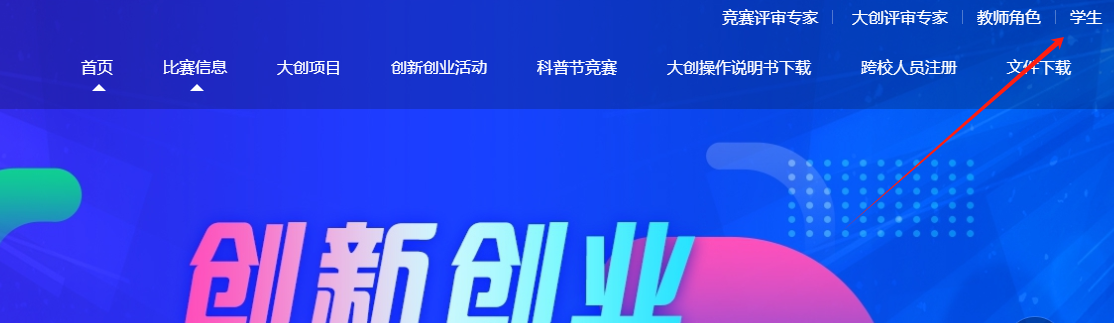 竞赛评审专家 大创评审专家 教师角色 学生
首页 比赛信息 大创项目 创新创业活动 科普节竞赛 大创操作说明书下载 跨校人员注册 文件下载
创新创业